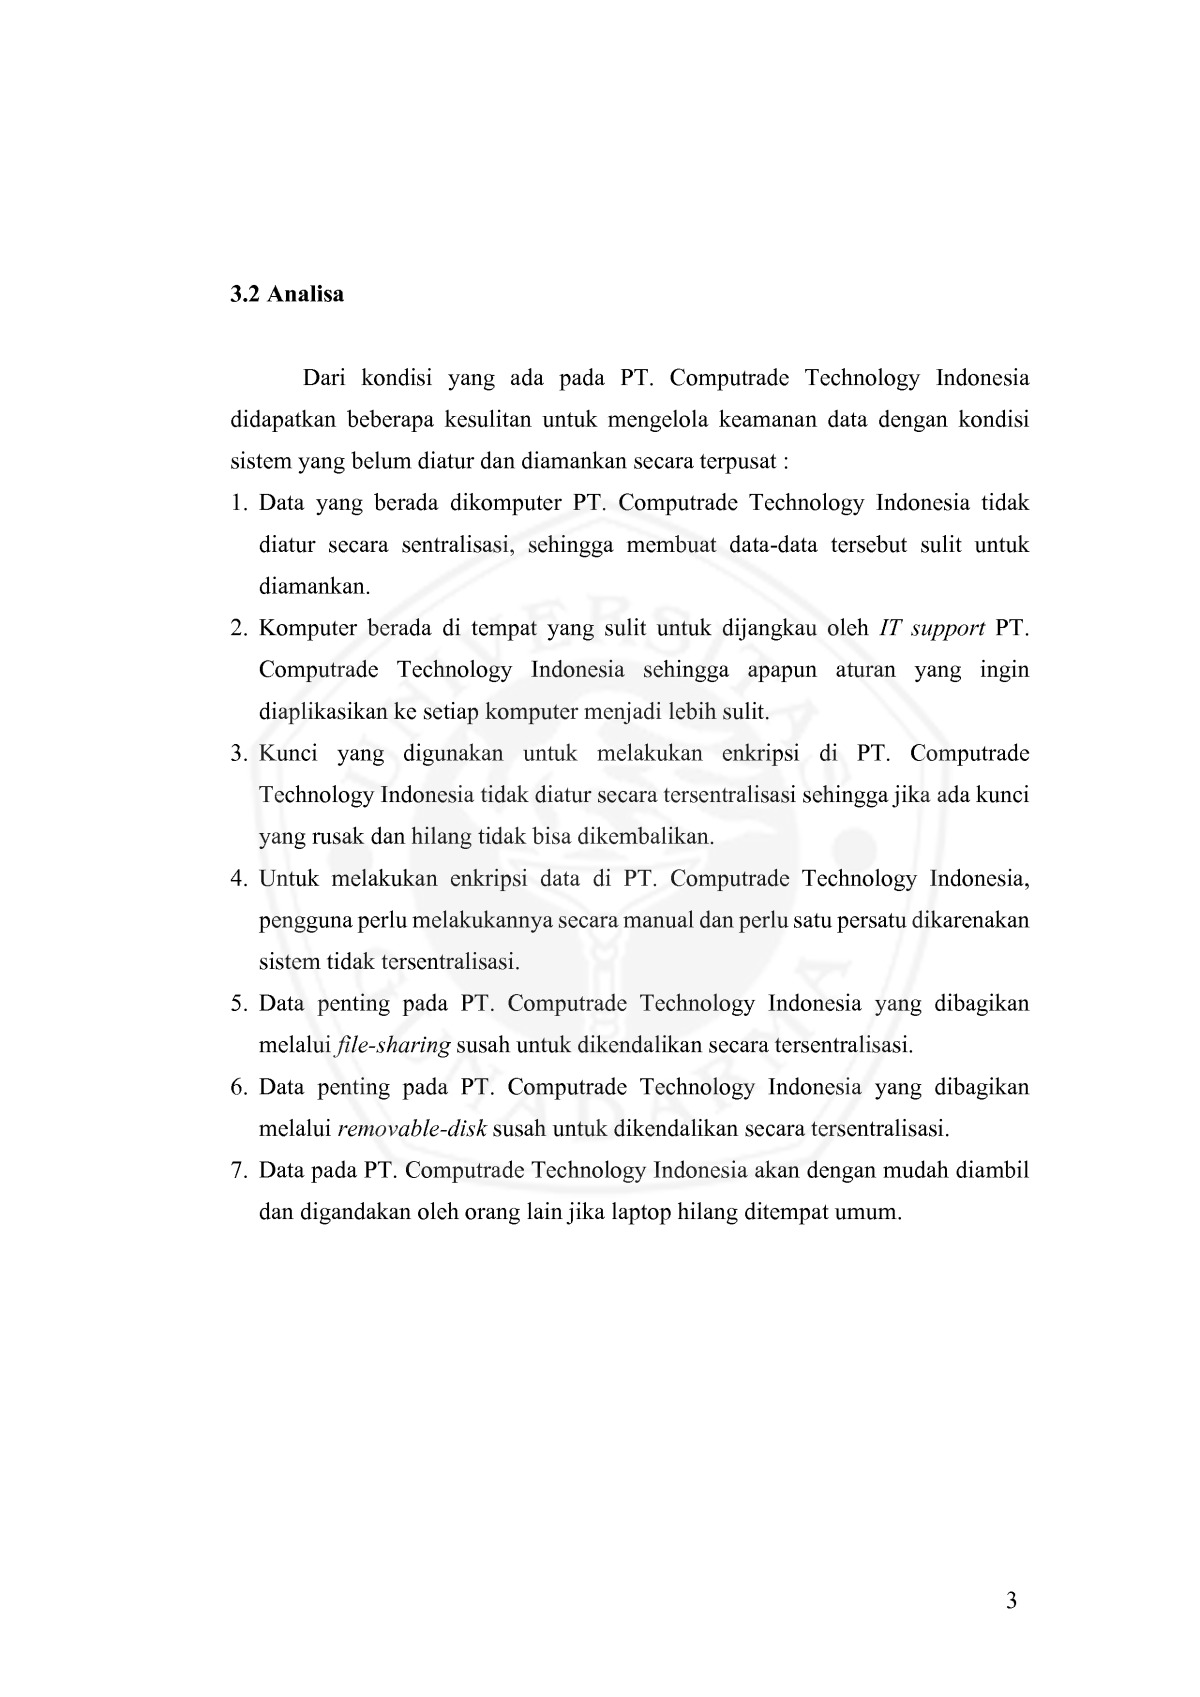 3.2 Analisa
Dari kondisi yang ada pada PT. Computrade Technology Indonesia
didapatkan beberapa kesulitan untuk mengelola keamanan data dengan kondisi
sistem yang belum diatur dan diamankan secara terpusat :
1. Data yang berada dikomputer PT. Computrade Technology Indonesia tidak
diatur secara sentralisasi, sehingga membuat data-data tersebut sulit untuk
diamankan.
2. Komputer berada di tempat yang sulit untuk dijangkau oleh IT support PT.
Computrade Technology Indonesia sehingga apapun aturan yang ingin
diaplikasikan ke setiap komputer menjadi lebih sulit.
3. Kunci yang digunakan untuk melakukan enkripsi di PT. Computrade
Technology Indonesia tidak diatur secara tersentralisasi sehingga jika ada kunci
yang rusak dan hilang tidak bisa dikembalikan.
4. Untuk melakukan enkripsi data di PT. Computrade Technology Indonesia,
pengguna perlu melakukannya secara manual dan perlu satu persatu dikarenakan
sistem tidak tersentralisasi.
5. Data penting pada PT. Computrade Technology Indonesia yang dibagikan
melalui file-sharing susah untuk dikendalikan secara tersentralisasi.
6. Data penting pada PT. Computrade Technology Indonesia yang dibagikan
melalui removable-disk susah untuk dikendalikan secara tersentralisasi.
7. Data pada PT. Computrade Technology Indonesia akan dengan mudah diambil
dan digandakan oleh orang lain jika laptop hilang ditempat umum.
UNIVERSITAS
GUNADARMA
3